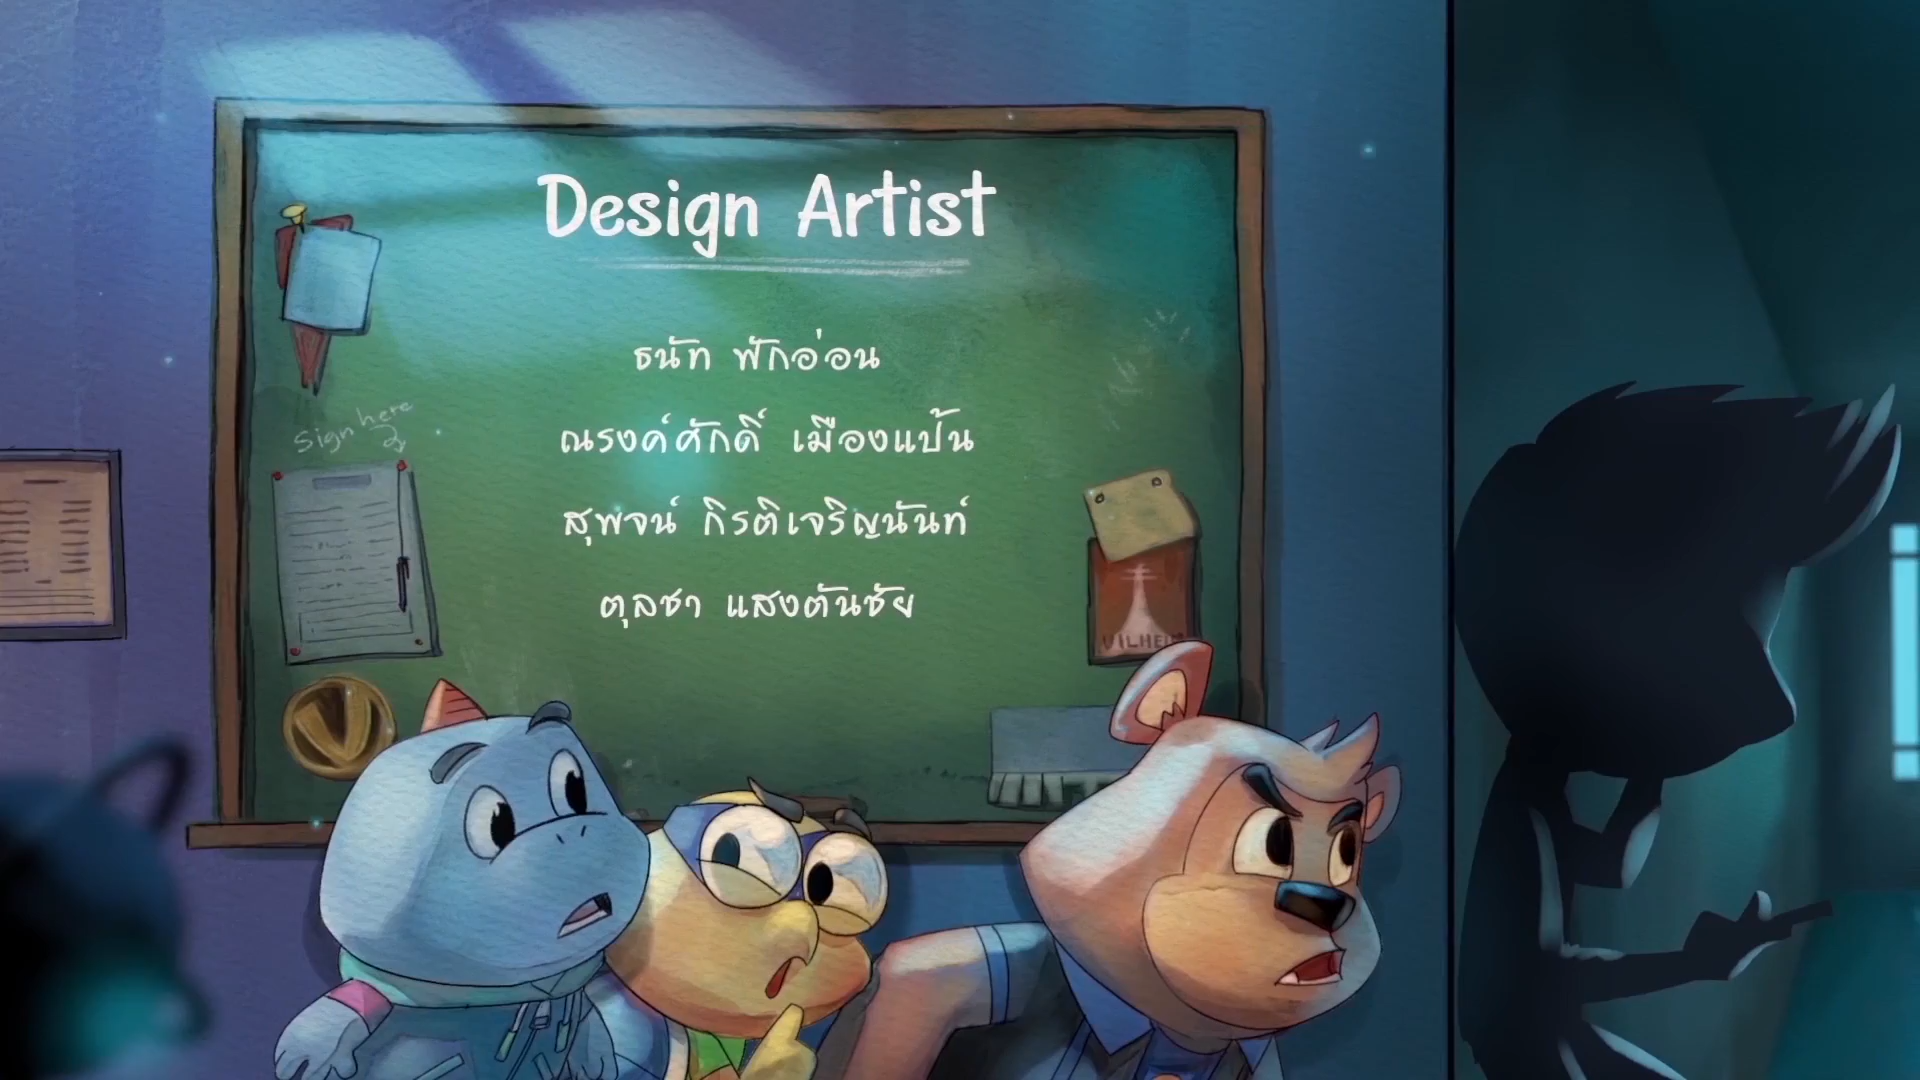 Design Artist
ธนัท ฟักอ่อน
ณรงค์ศักดิ์ เมืองแป้น
สุพจน์ กิรติเจริญนันท์
ตุลชา แสงตันชัย
Sign here